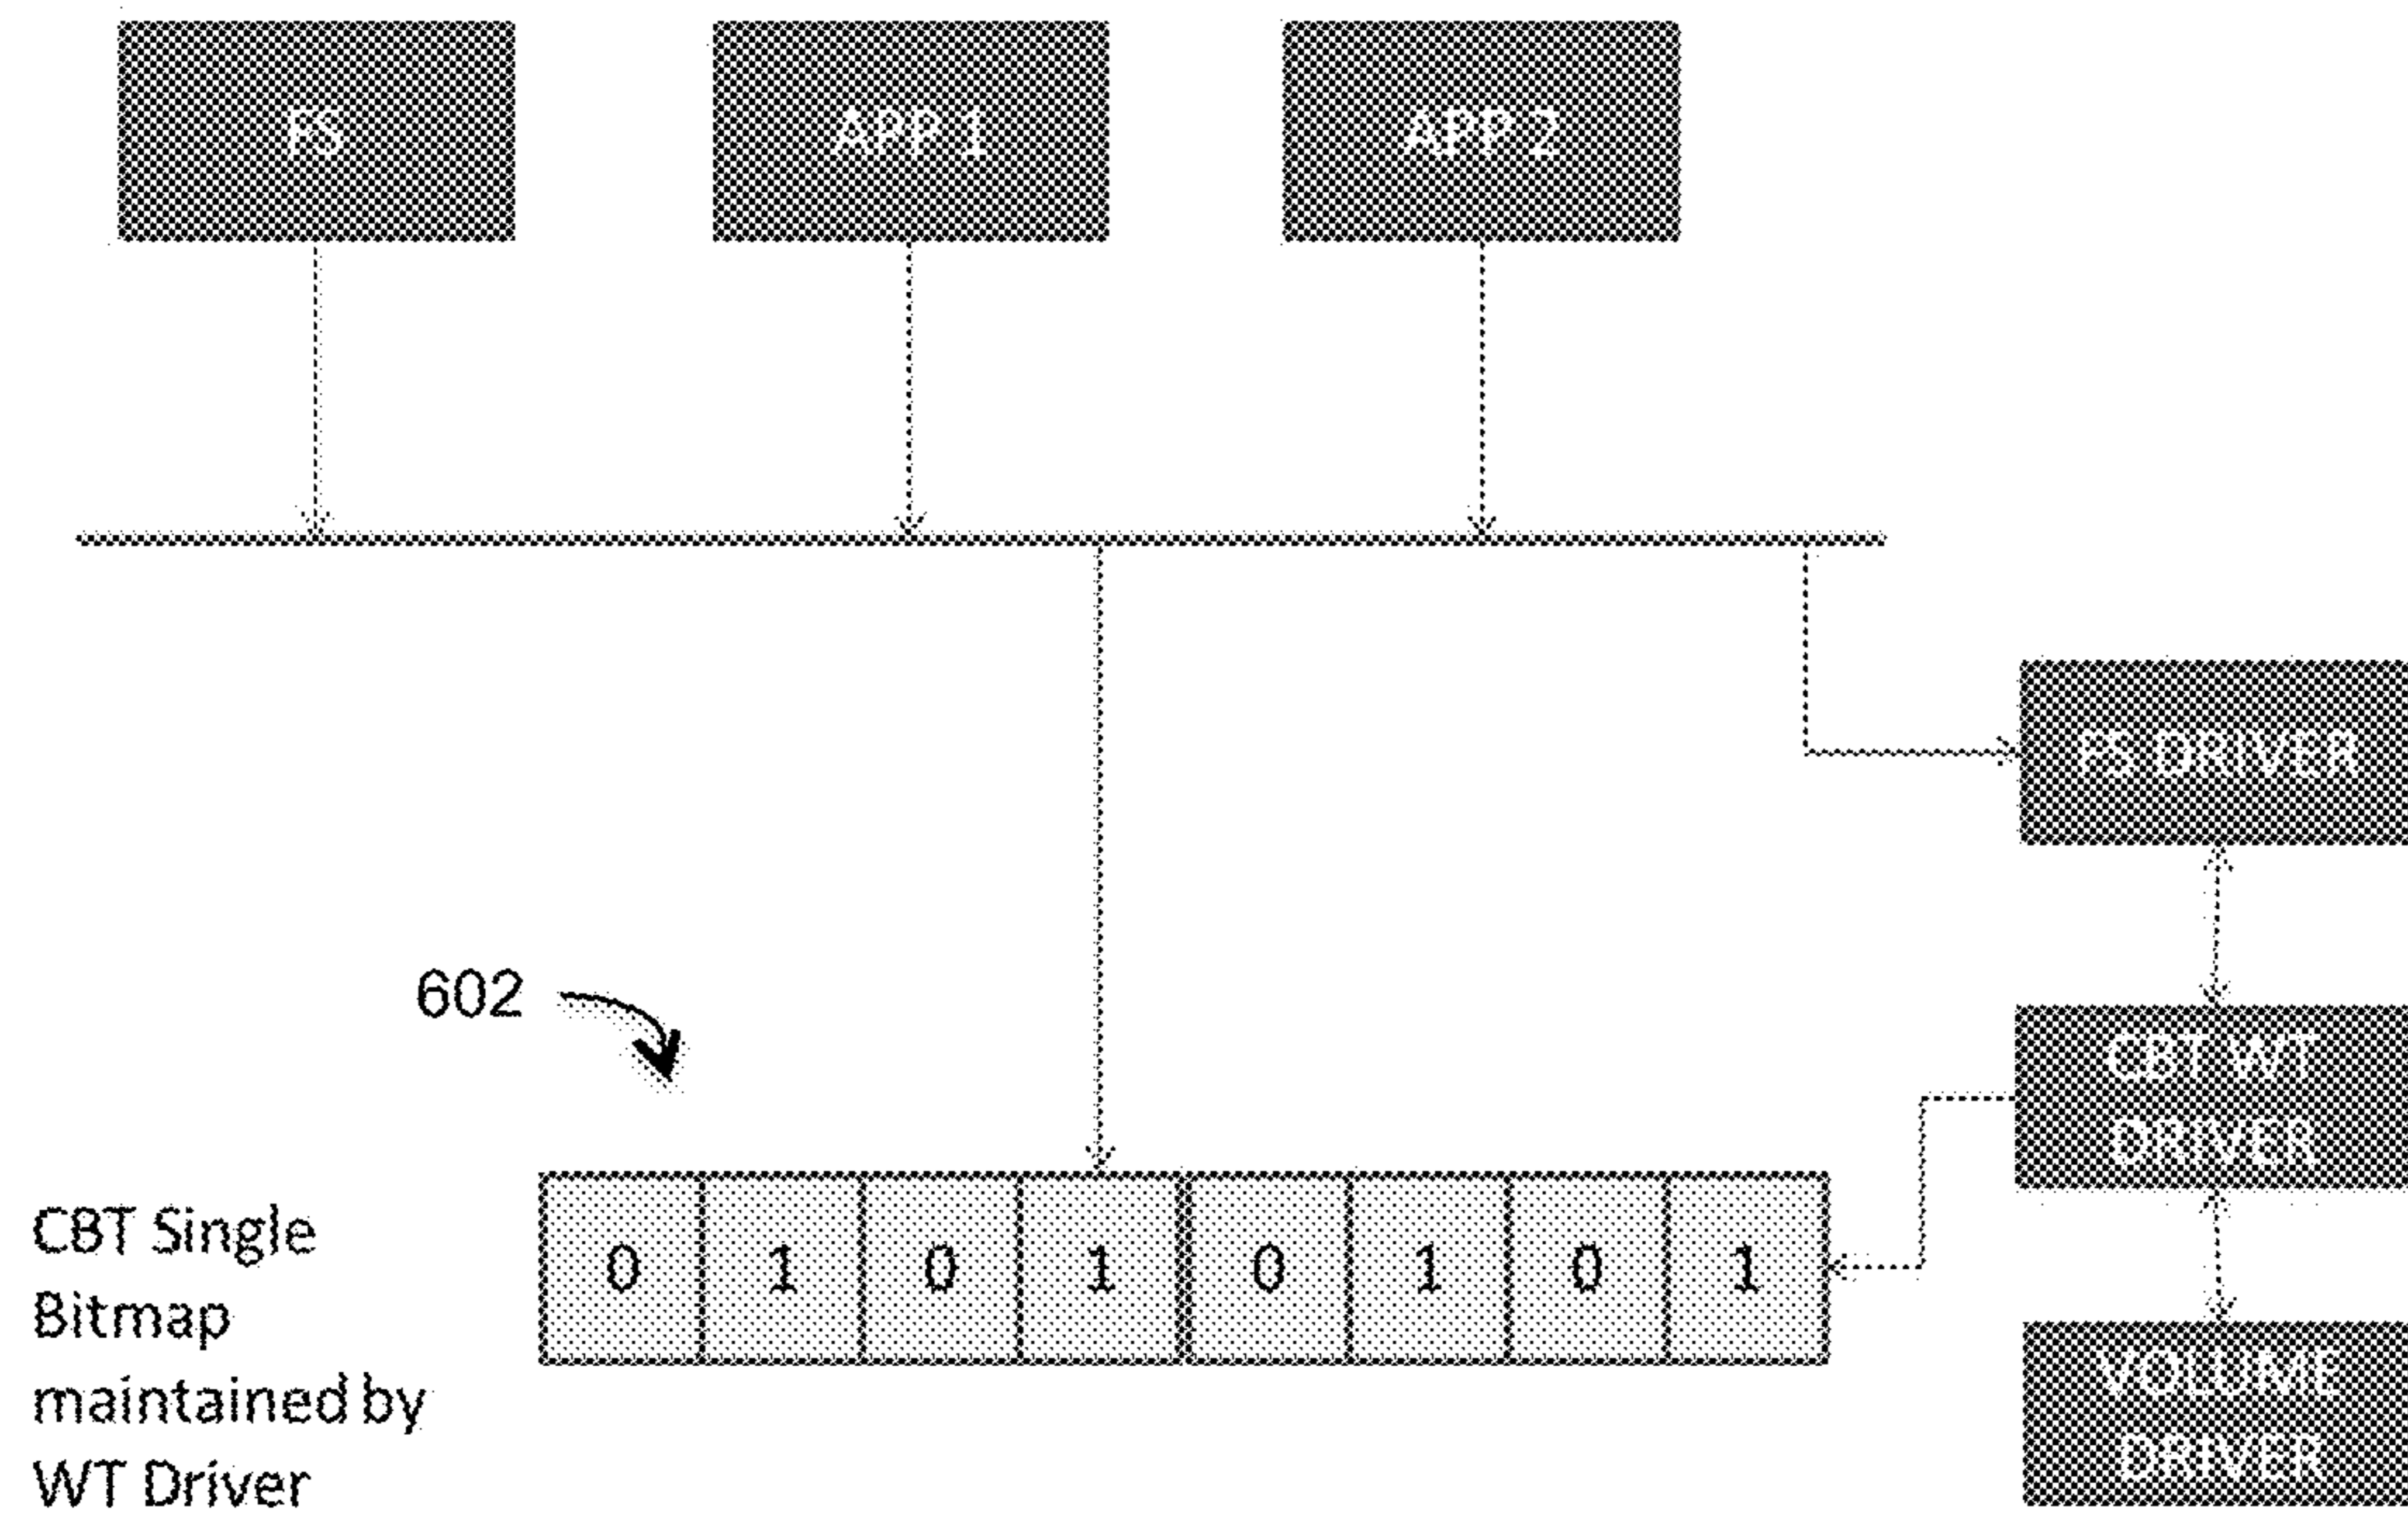 FS
APP 1
APP 2
FS DRIVER
602
CBT WT
DRIVER
CBT Single
Bitmap
maintained by
WT Driver
0 1 0 1 0 1 0 1
VOLUME
DRIVER